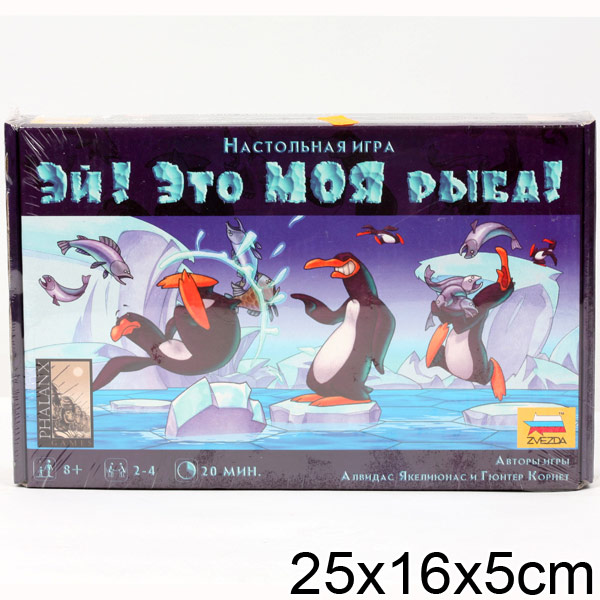 Настольная игра
Эй! Это МОЯ рыба!
PHALANX
ZVEZDA
8+ 2-4 20 мин.
Авторы игры
Алвидас Якелиюнас и Гюнтер Корнет
25x16x5cm